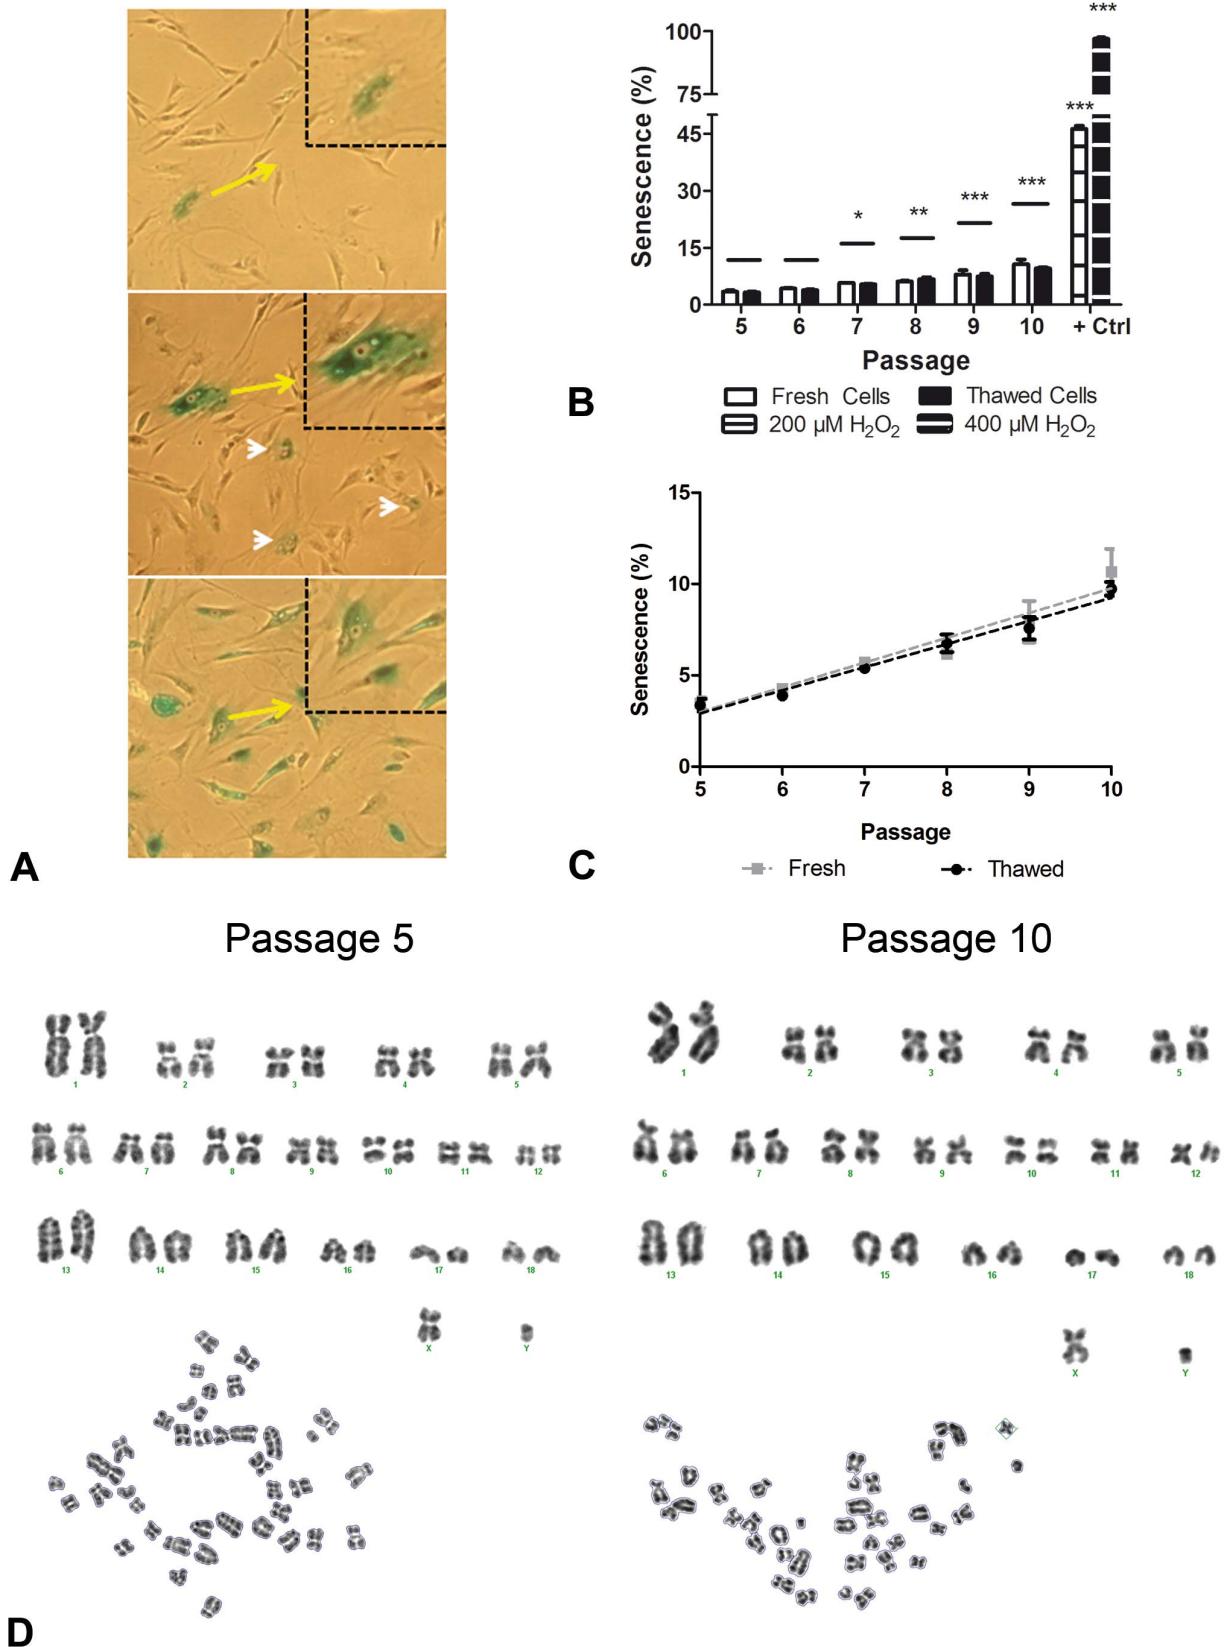 A
***
100
75
45
30
15
0
Senescence (%)
***
*
**
***
***
5 6 7 8 9 10 + Ctrl
Passage
Fresh Cells Thawed Cells
200 µM H₂O₂ 400 µM H₂O₂
B
15
10
5
0
Senescence (%)
5 6 7 8 9 10
Passage
Fresh Thawed
C
Passage 5
1 2 3 4 5
6 7 8 9 10 11 12
13 14 15 16 17 18
X Y
Passage 10
1 2 3 4 5
6 7 8 9 10 11 12
13 14 15 16 17 18
X Y
D